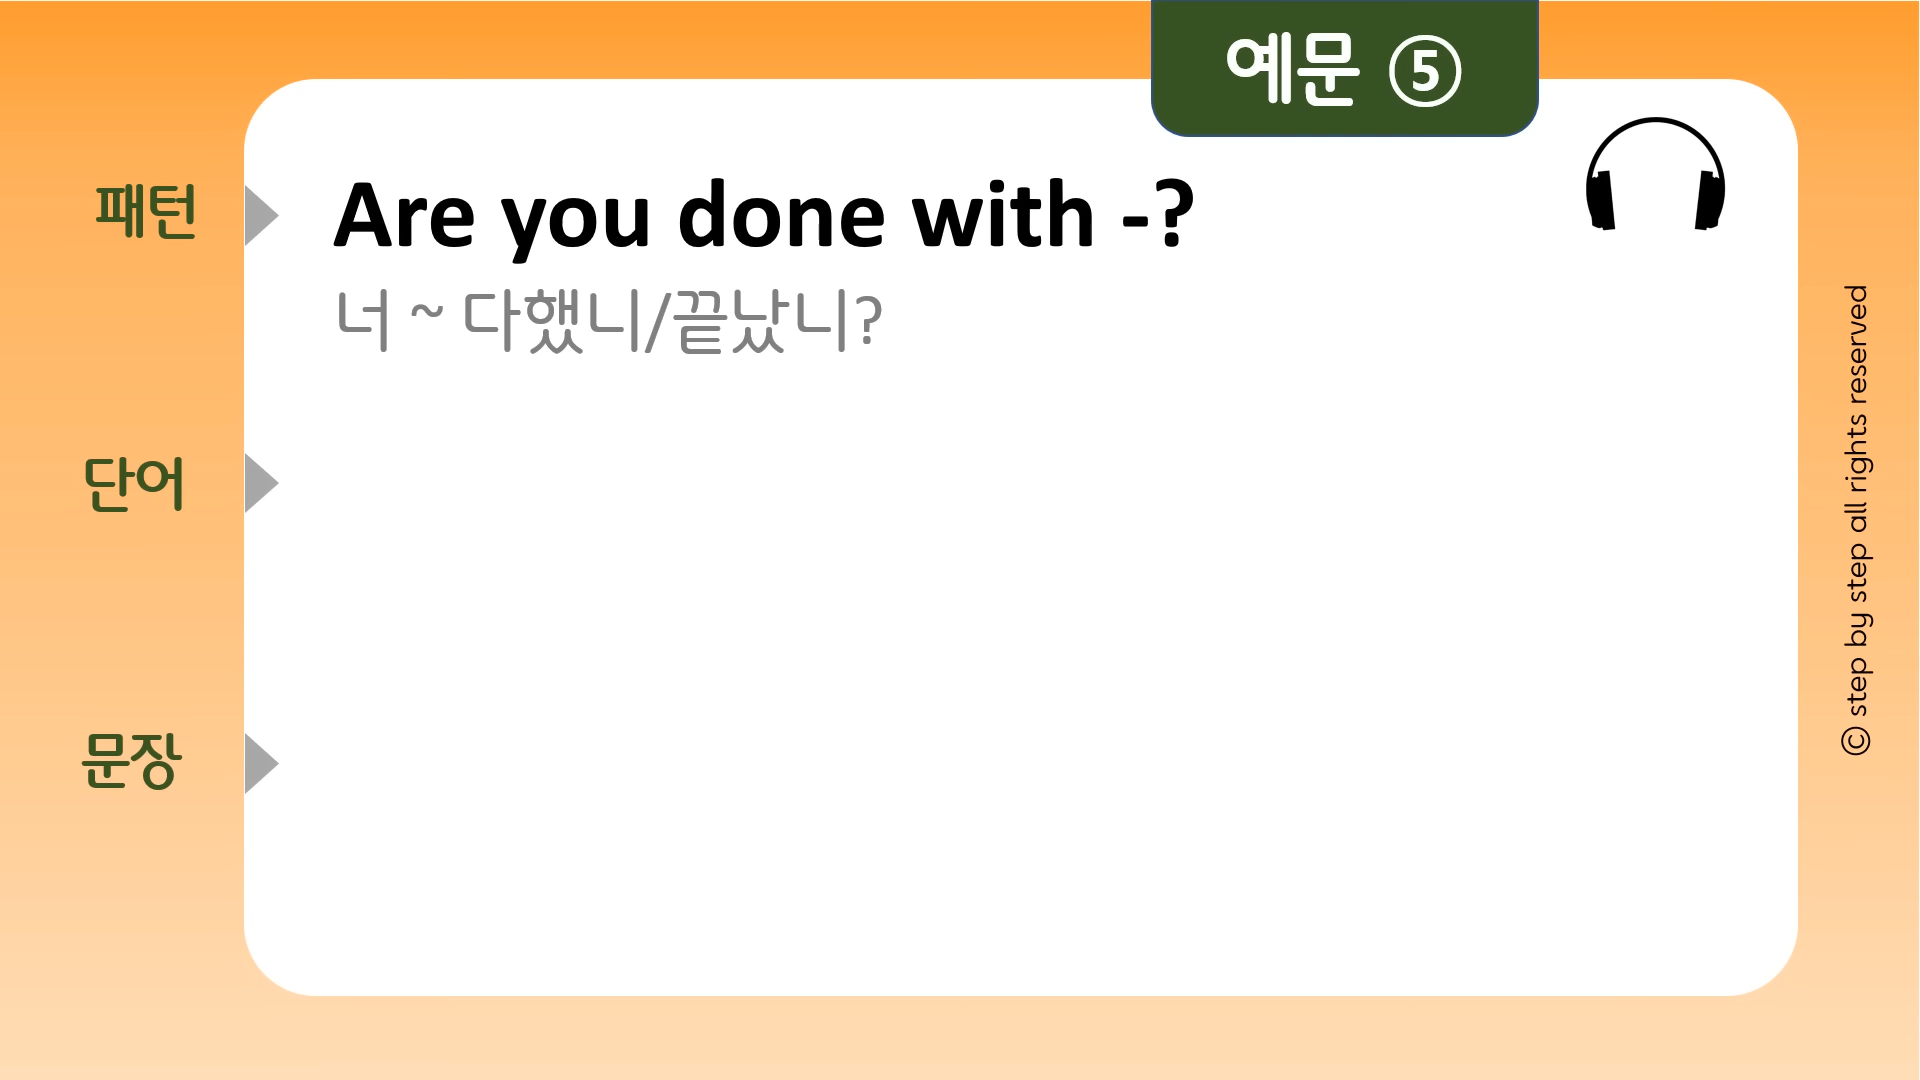 예문 ⑤
패턴
Are you done with -?
너 ~ 다했니/끝났니?
단어
문장
© step by step all rights reserved